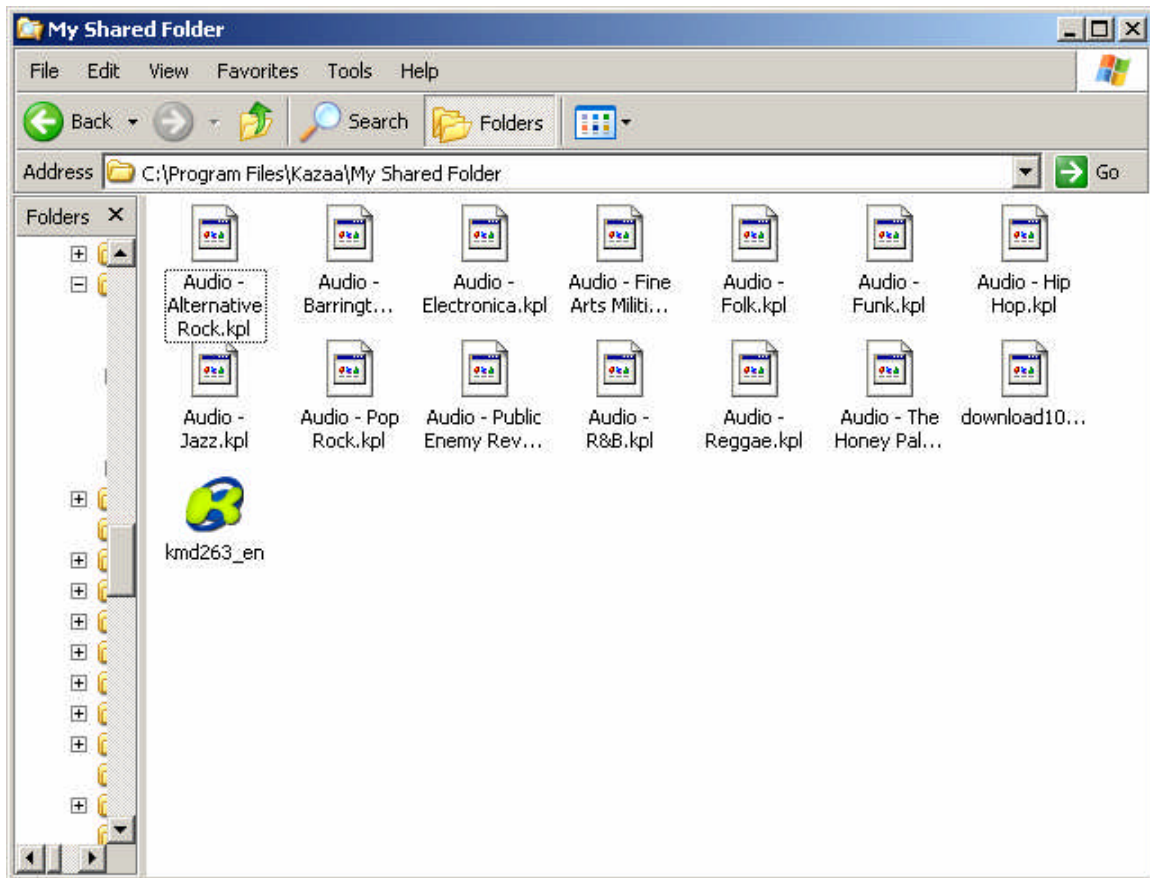 My Shared Folder
File Edit View Favorites Tools Help
Back Search Folders
Address C:\Program Files\Kazaa\My Shared Folder Go
Folders X
Audio - Audio - Audio - Audio - Fine Audio - Audio - Audio - Hip
Alternative Barringt... Electronica.kpl Arts Militi... Folk.kpl Funk.kpl Hop.kpl
Rock.kpl
Audio - Audio - Pop Audio - Public Audio - Audio - Audio - The download10...
Jazz.kpl Rock.kpl Enemy Rev... R&B.kpl Reggae.kpl Honey Pal...
kmd263_en